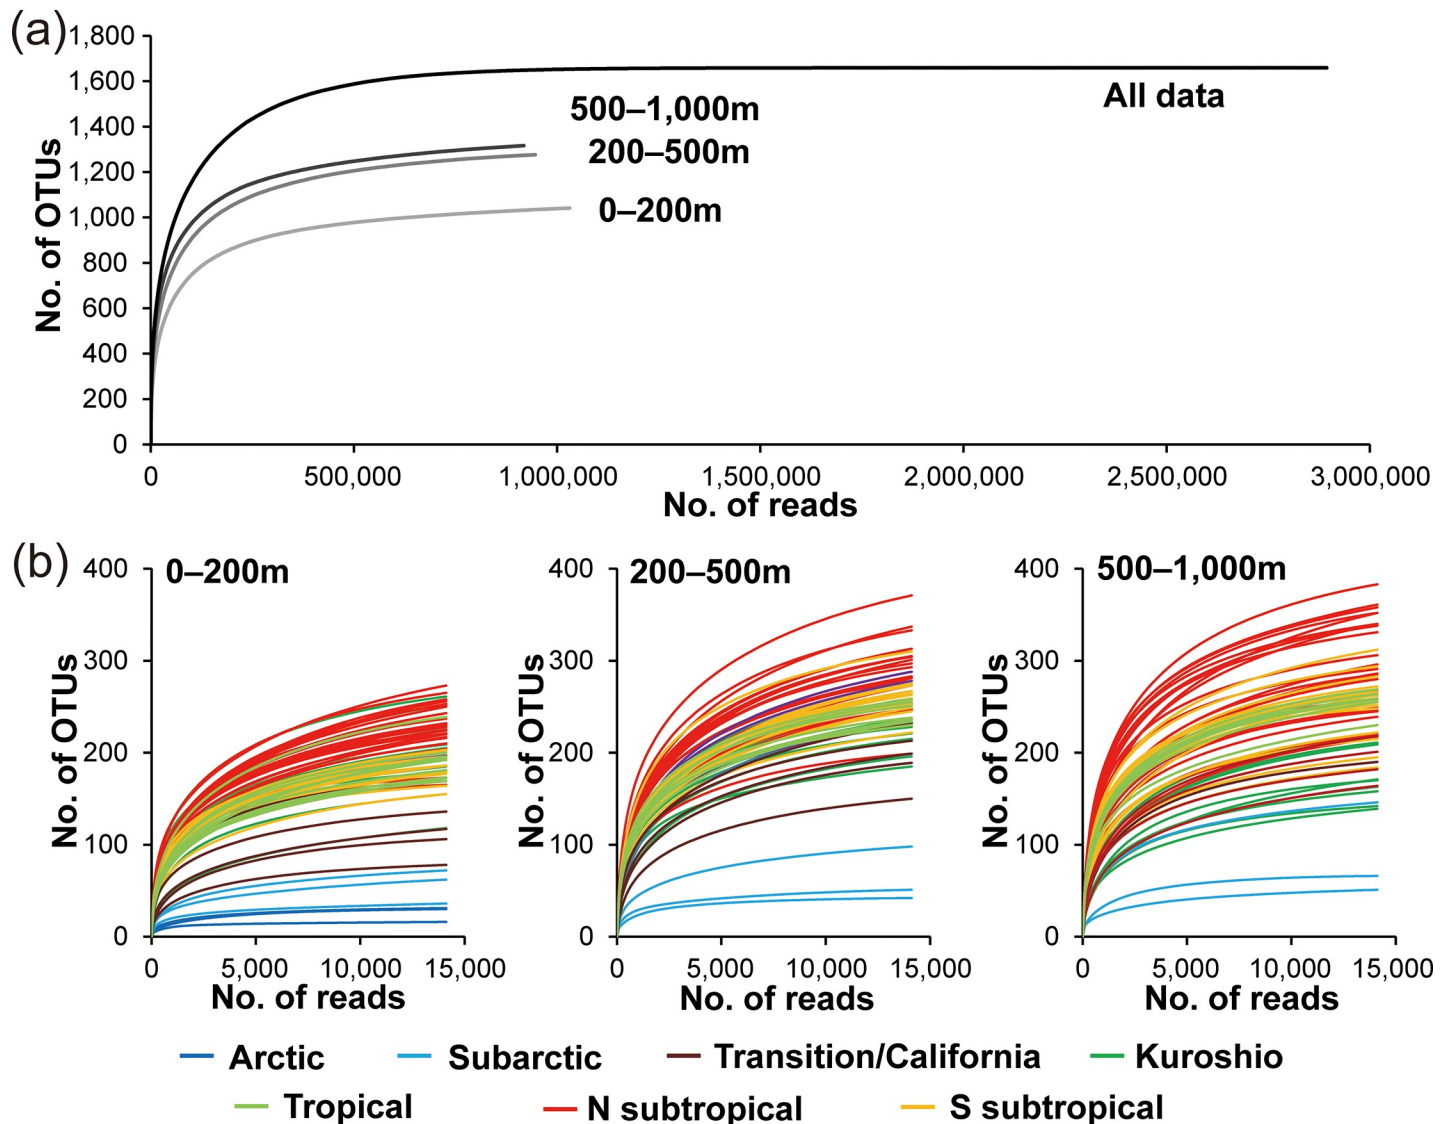 (a)
No. of OTUs
1,800
1,600
1,400
1,200
1,000
800
600
400
200
0
All data
500–1,000m
200–500m
0–200m
0 500,000 1,000,000 1,500,000 2,000,000 2,500,000 3,000,000
No. of reads
(b)
0–200m
No. of OTUs
400
300
200
100
0
0 5,000 10,000 15,000
No. of reads
200–500m
No. of OTUs
400
300
200
100
0
0 5,000 10,000 15,000
No. of reads
500–1,000m
No. of OTUs
400
300
200
100
0
0 5,000 10,000 15,000
No. of reads
Arctic Subarctic Transition/California Kuroshio
Tropical N subtropical S subtropical